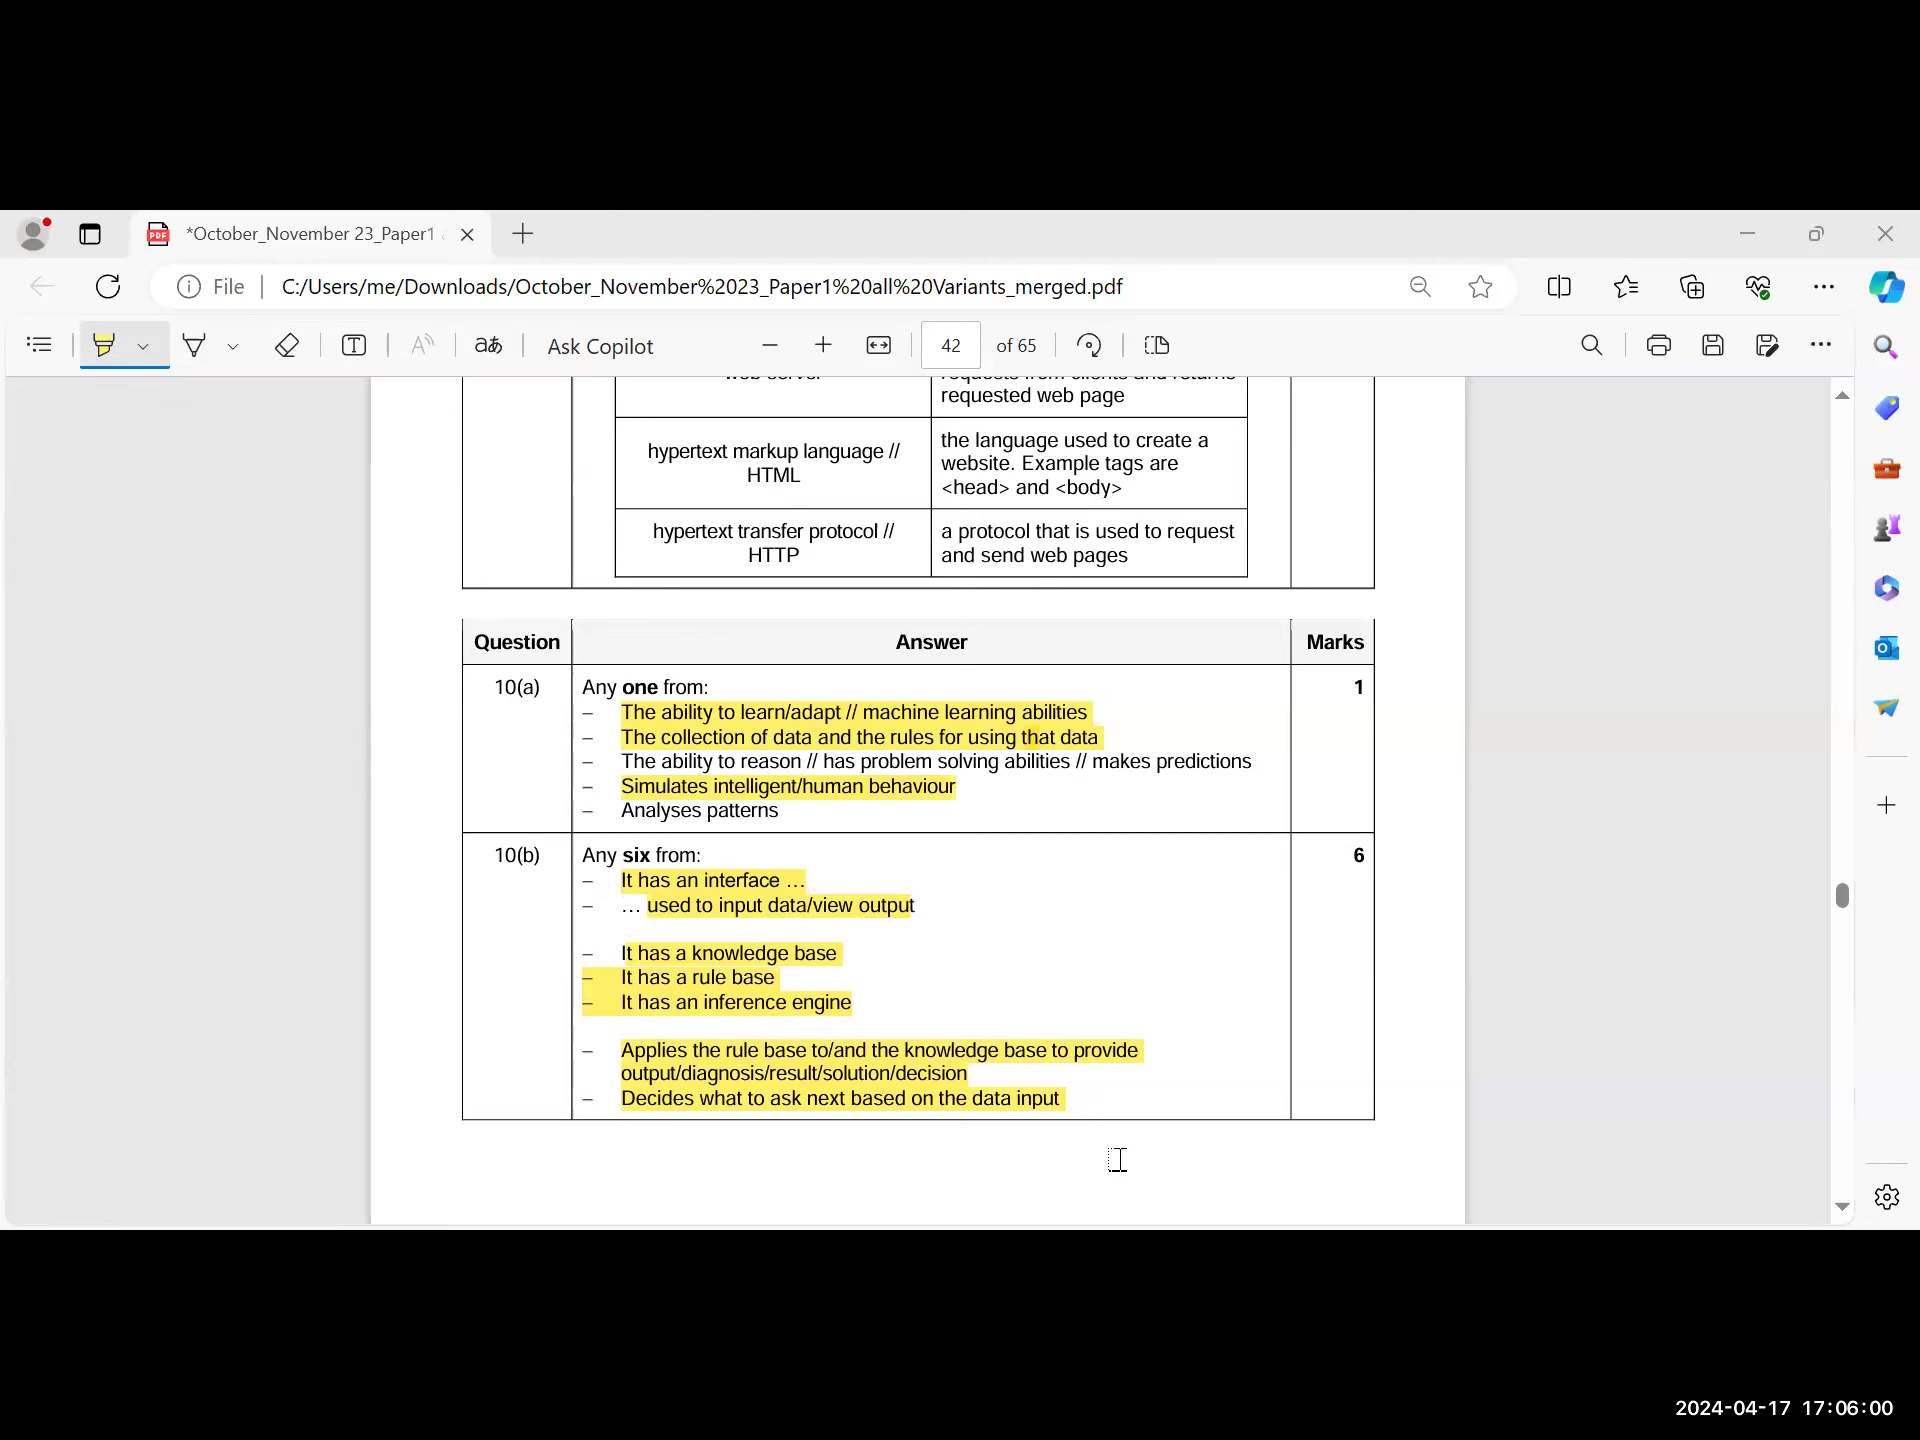 *October_November 23_Paper1
File
C:/Users/me/Downloads/October_November%2023_Paper1%20all%20Variants_merged.pdf
Ask Copilot
42 of 65
web server
requests from clients and returns
requested web page
hypertext markup language //
HTML
the language used to create a
website. Example tags are
<head> and <body>
hypertext transfer protocol //
HTTP
a protocol that is used to request
and send web pages
Question Answer Marks
10(a) Any one from: 1
– The ability to learn/adapt // machine learning abilities
– The collection of data and the rules for using that data
– The ability to reason // has problem solving abilities // makes predictions
– Simulates intelligent/human behaviour
– Analyses patterns
10(b) Any six from: 6
– It has an interface …
– … used to input data/view output
– It has a knowledge base
– It has a rule base
– It has an inference engine
– Applies the rule base to/and the knowledge base to provide
output/diagnosis/result/solution/decision
– Decides what to ask next based on the data input
2024-04-17 17:06:00